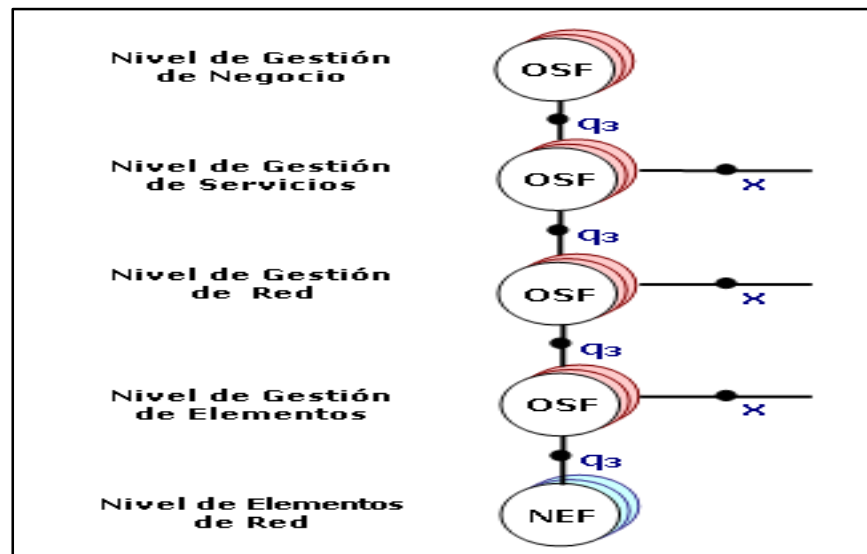 Nivel de Gestión
de Negocio
OSF
q3
Nivel de Gestión
de Servicios
OSF
x
q3
Nivel de Gestión
de Red
OSF
x
q3
Nivel de Gestión
de Elementos
OSF
x
q3
Nivel de Elementos
de Red
NEF